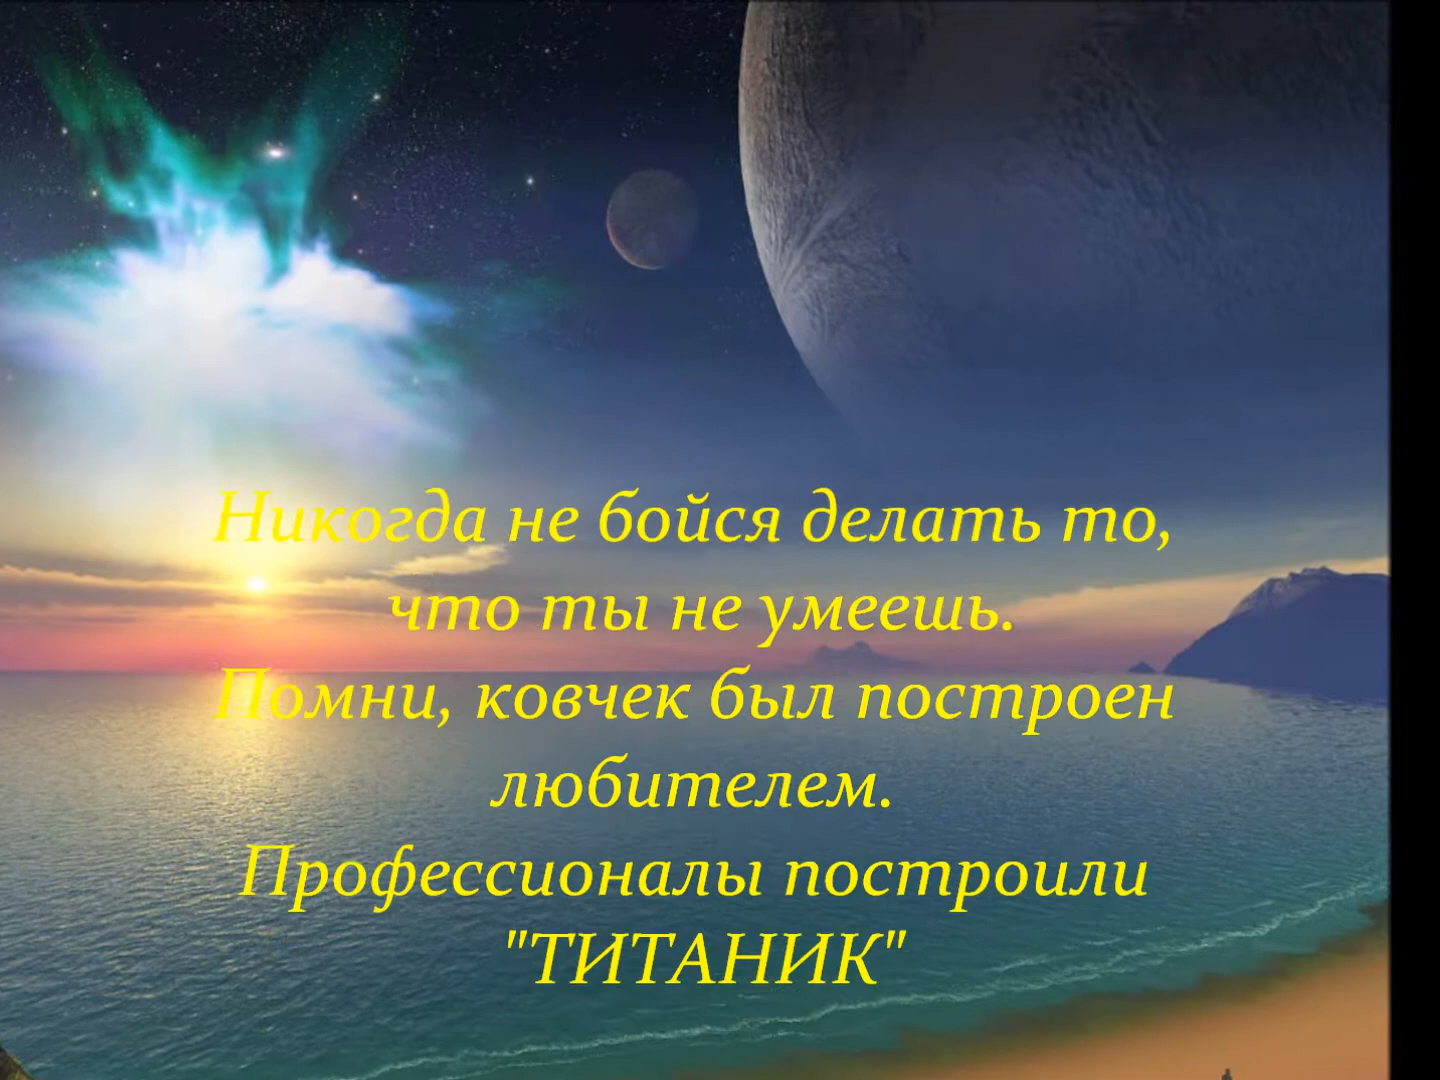 Никогда не бойся делать то,
что ты не умеешь.
Помни, ковчек был построен
любителем.
Профессионалы построили
"ТИТАНИК"